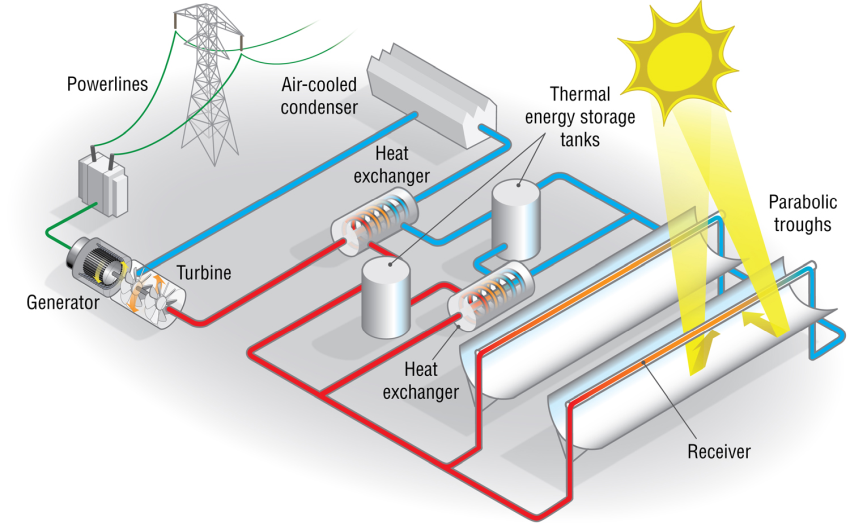 Powerlines
Air-cooled
condenser
Thermal
energy storage
tanks
Heat
exchanger
Parabolic
troughs
Turbine
Generator
Heat
exchanger
Receiver